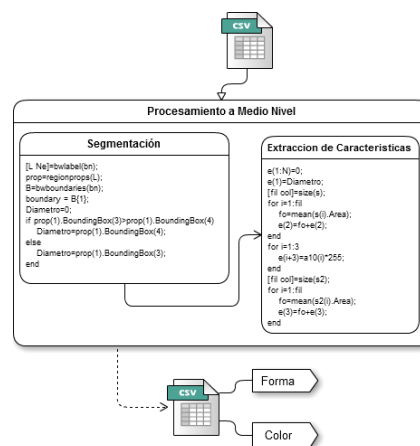 CSV
Procesamiento a Medio Nivel
Segmentación
[L Ne]=bwlabel(bn);
prop=regionprops(L);
B=bwboundaries(bn);
boundary = B{1};
Diametro=0;
if prop(1).BoundingBox(3)>prop(1).BoundingBox(4)
Diametro=prop(1).BoundingBox(4);
else
Diametro=prop(1).BoundingBox(3);
end
Extraccion de Caracteristicas
e(1:N)=0;
e(1)=Diametro;
[fil col]=size(s);
for i=1:fil
fo=mean(s(i).Area);
e(2)=fo+e(2);
end
for i=1:3
e(i+3)=a10(i)*255;
end
[fil col]=size(s2);
for i=1:fil
fo=mean(s2(i).Area);
e(3)=fo+e(3);
end
CSV
Forma
Color